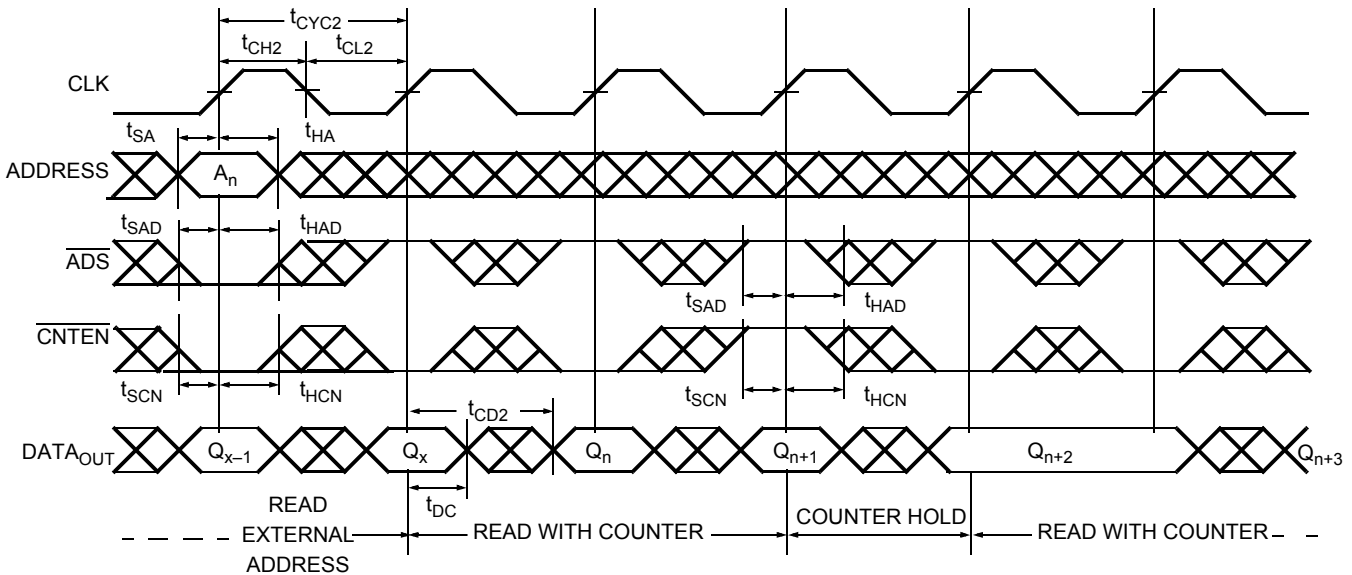 tCYC2
tCH2 tCL2
CLK
tSA tHA
ADDRESS An
tSAD tHAD
ADS
tSAD tHAD
CNTEN
tSCN tHCN tSCN tHCN
tCD2
DATAOUT Qx–1 Qx Qn Qn+1 Qn+2 Qn+3
tDC
READ
EXTERNAL
ADDRESS
READ WITH COUNTER
COUNTER HOLD
READ WITH COUNTER